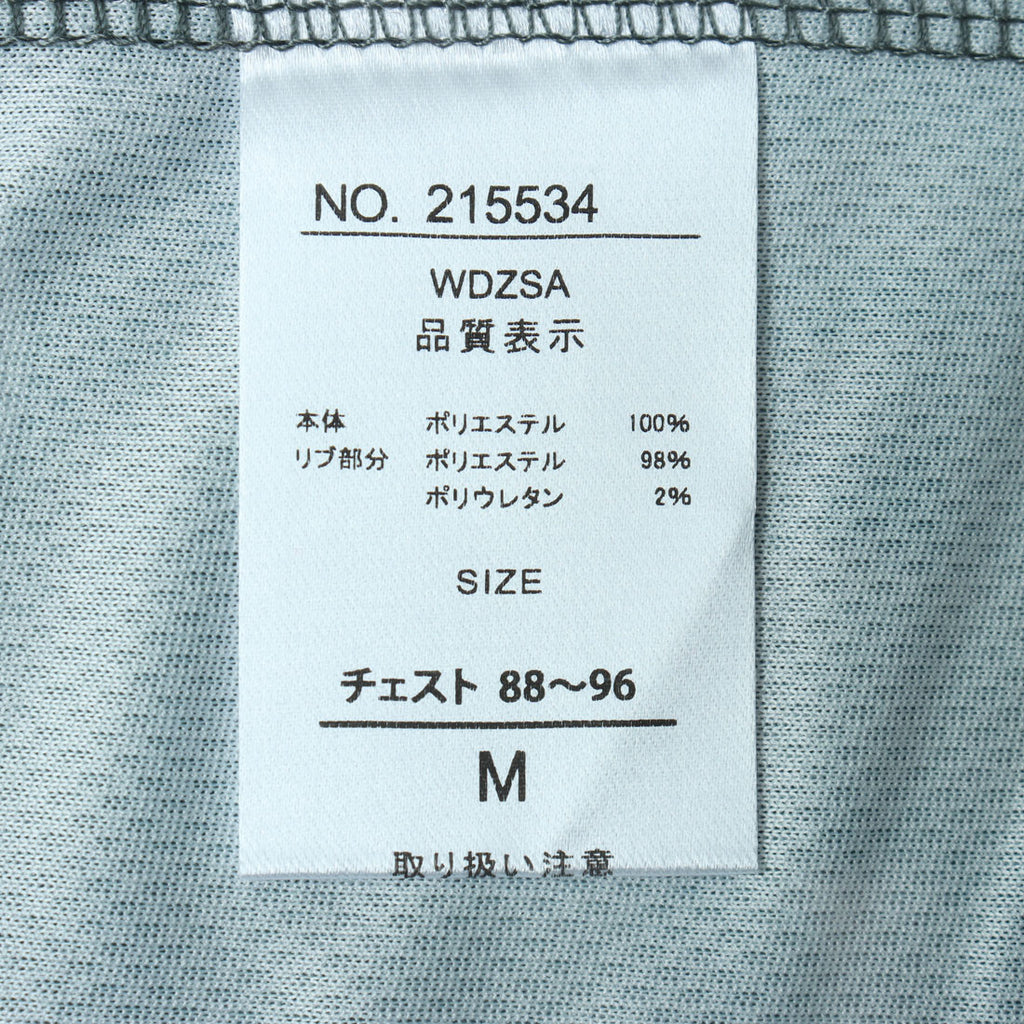 NO. 215534
WDZSA
品質表示
本体 ポリエステル 100%
リブ部分 ポリエステル 98%
ポリウレタン 2%
SIZE
チェスト 88～96
M
取り扱い注意